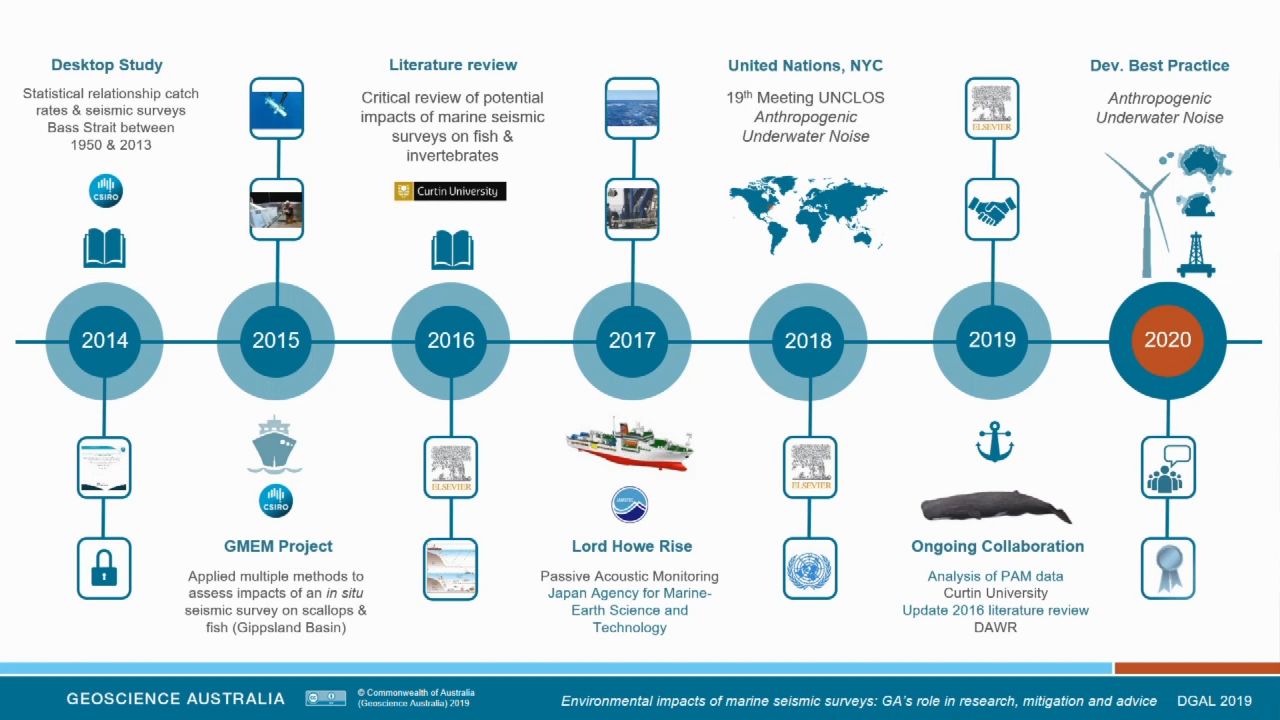 Desktop Study
Statistical relationship catch
rates & seismic surveys
Bass Strait between
1950 & 2013
CSIRO
Literature review
Critical review of potential
impacts of marine seismic
surveys on fish &
invertebrates
Curtin University
United Nations, NYC
19th Meeting UNCLOS
Anthropogenic
Underwater Noise
ELSEVIER
Dev. Best Practice
Anthropogenic
Underwater Noise
2014
2015
2016
2017
2018
2019
2020
CSIRO
GMEM Project
Applied multiple methods to
assess impacts of an in situ
seismic survey on scallops &
fish (Gippsland Basin)
ELSEVIER
JAMSTEC
Lord Howe Rise
Passive Acoustic Monitoring
Japan Agency for Marine-
Earth Science and
Technology
ELSEVIER
Ongoing Collaboration
Analysis of PAM data
Curtin University
Update 2016 literature review
DAWR
GEOSCIENCE AUSTRALIA
© Commonwealth of Australia
(Geoscience Australia) 2019
Environmental impacts of marine seismic surveys: GA's role in research, mitigation and advice
DGAL 2019